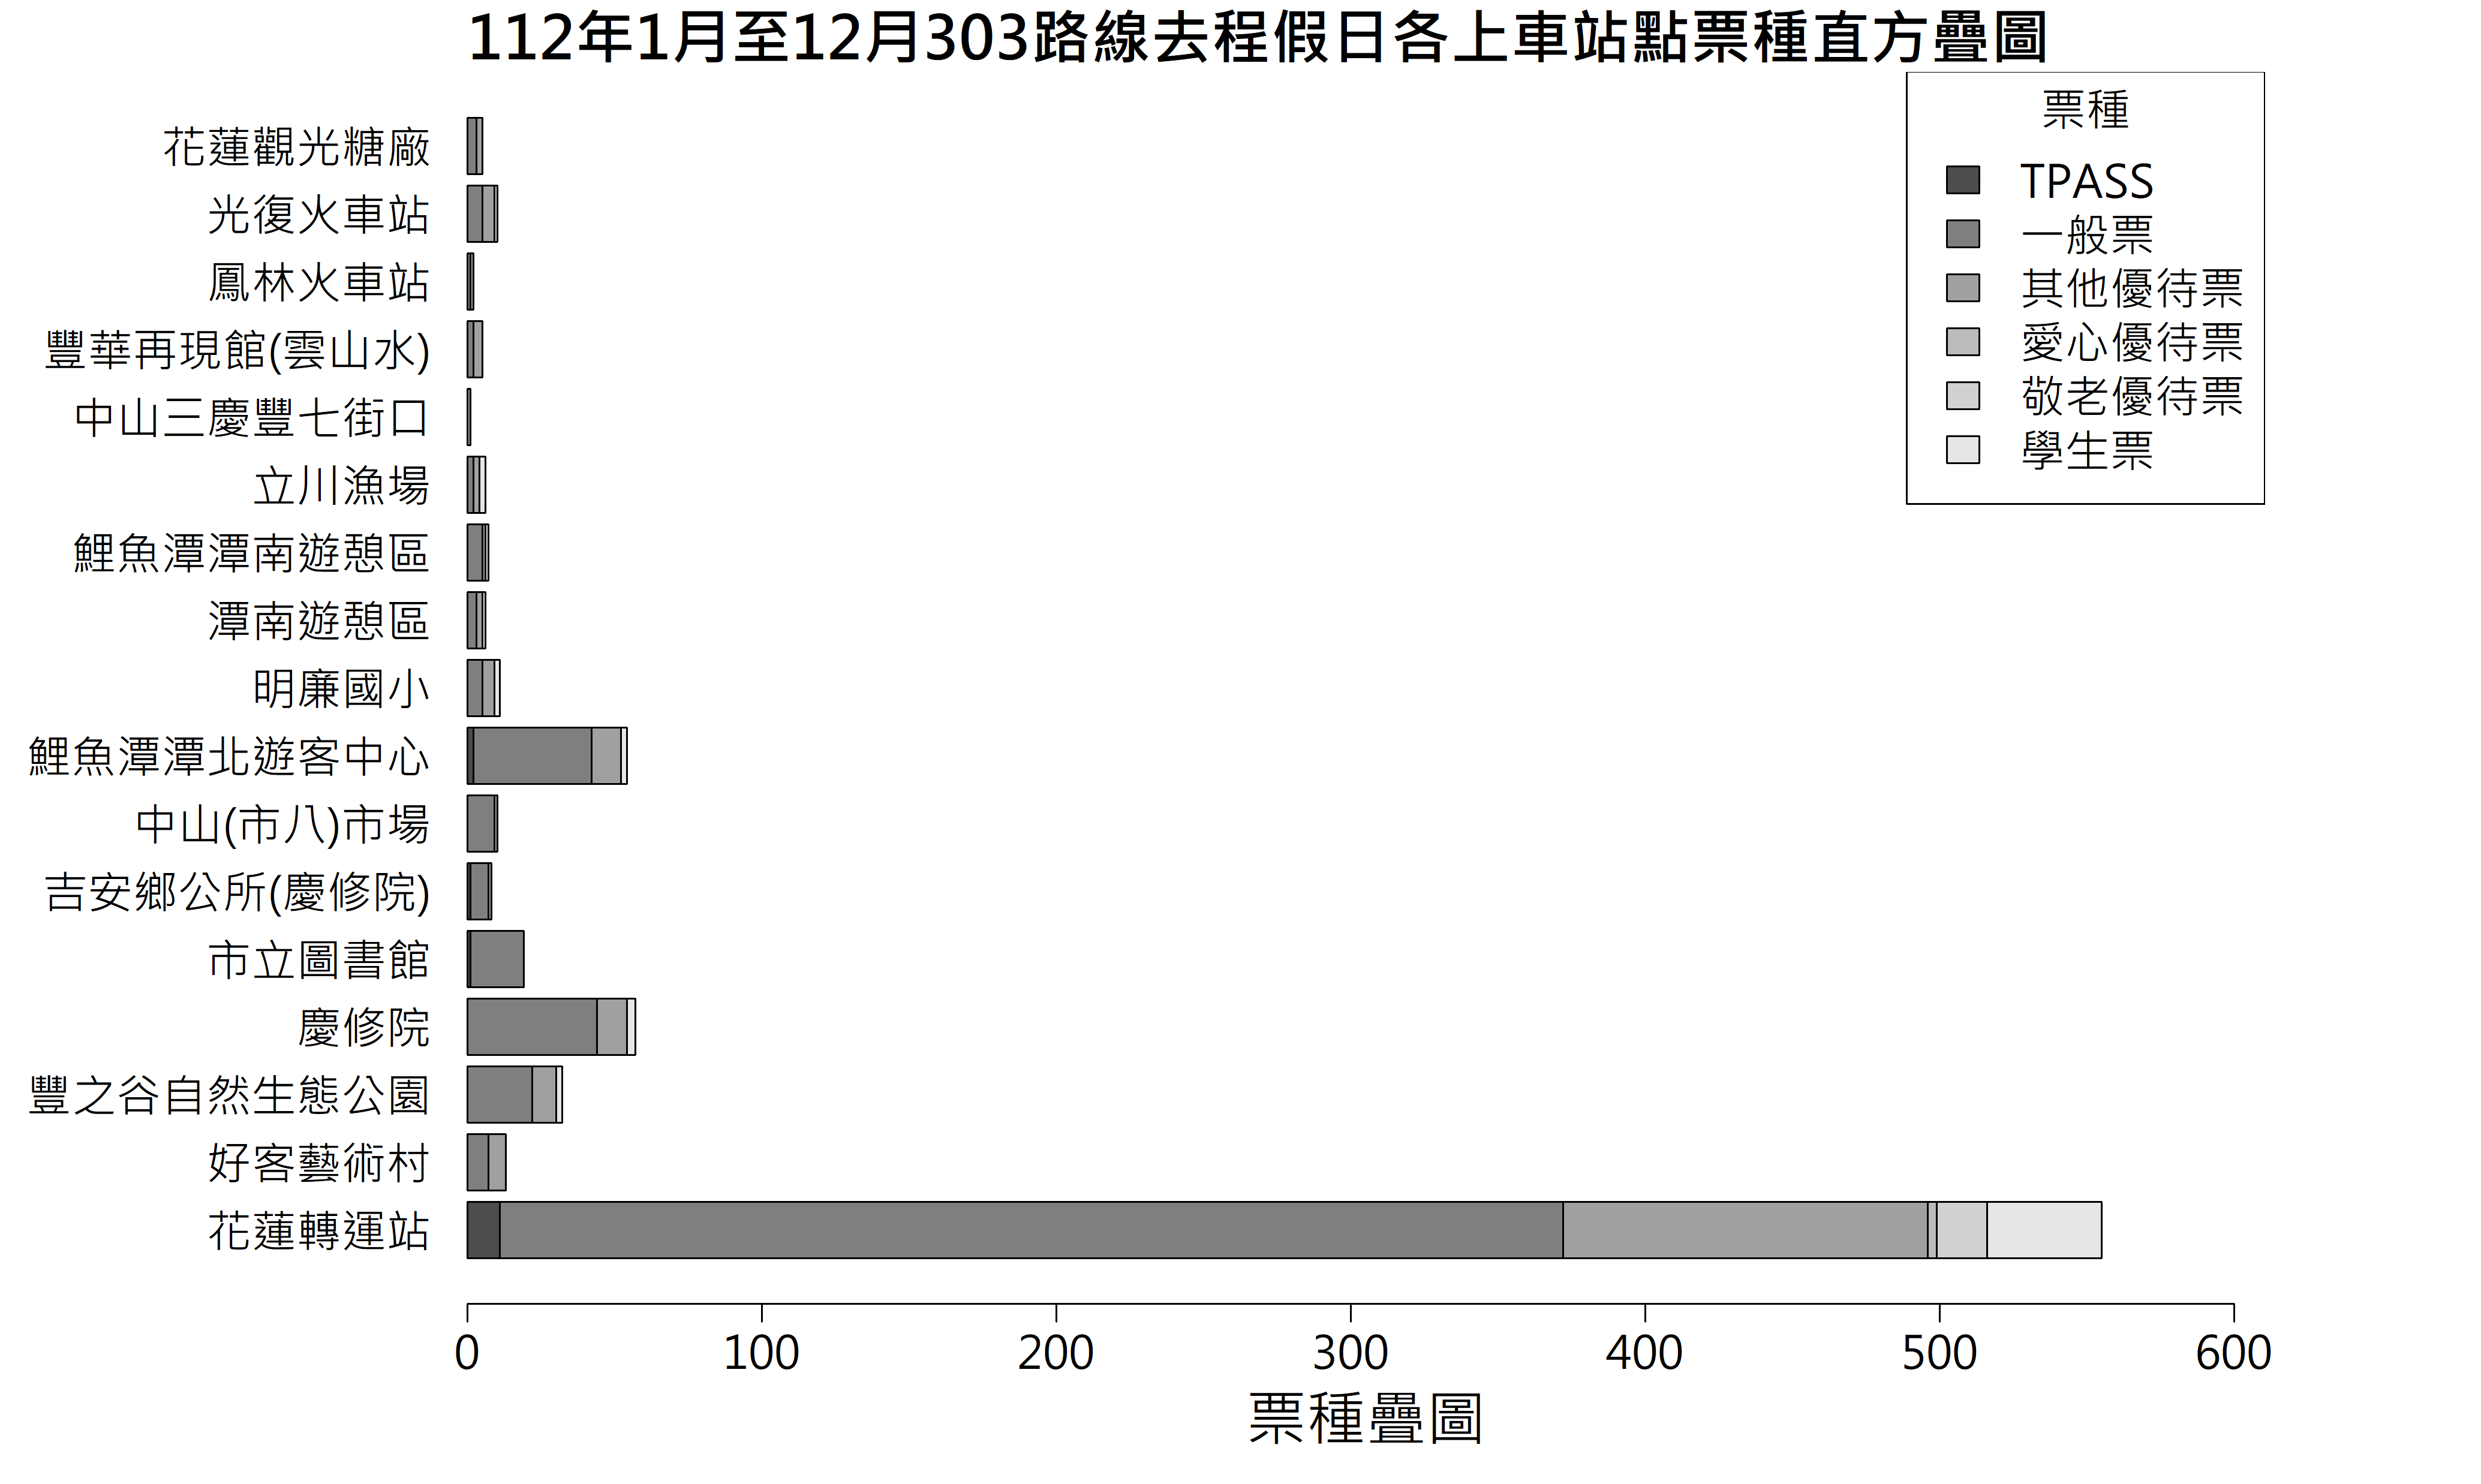 112年1月至12月303路線去程假日各上車站點票種直方疊圖
票種
TPASS
一般票
其他優待票
愛心優待票
敬老優待票
學生票
花蓮觀光糖廠
光復火車站
鳳林火車站
豐華再現館(雲山水)
中山三慶豐七街口
立川漁場
鯉魚潭潭南遊憩區
潭南遊憩區
明廉國小
鯉魚潭潭北遊客中心
中山(市八)市場
吉安鄉公所(慶修院)
市立圖書館
慶修院
豐之谷自然生態公園
好客藝術村
花蓮轉運站
0 100 200 300 400 500 600
票種疊圖